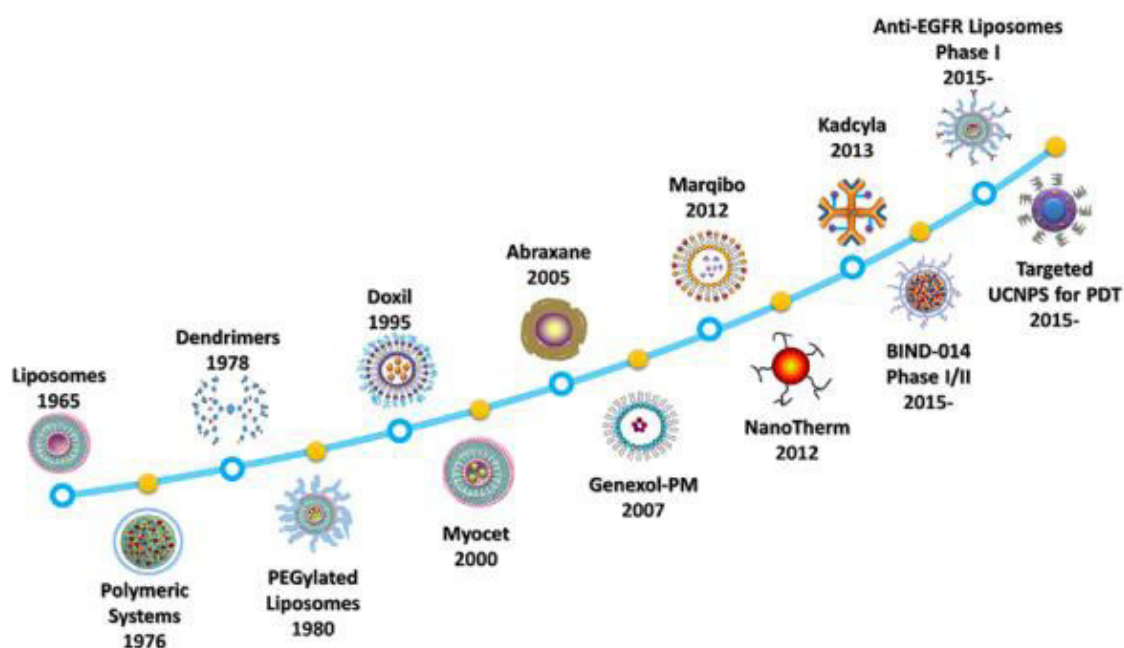 Liposomes
1965
Polymeric
Systems
1976
Dendrimers
1978
PEGylated
Liposomes
1980
Doxil
1995
Myocet
2000
Abraxane
2005
Genexol-PM
2007
Marqibo
2012
NanoTherm
2012
Kadcyla
2013
BIND-014
Phase I/II
2015-
Anti-EGFR Liposomes
Phase I
2015-
Targeted
UCNPS for PDT
2015-